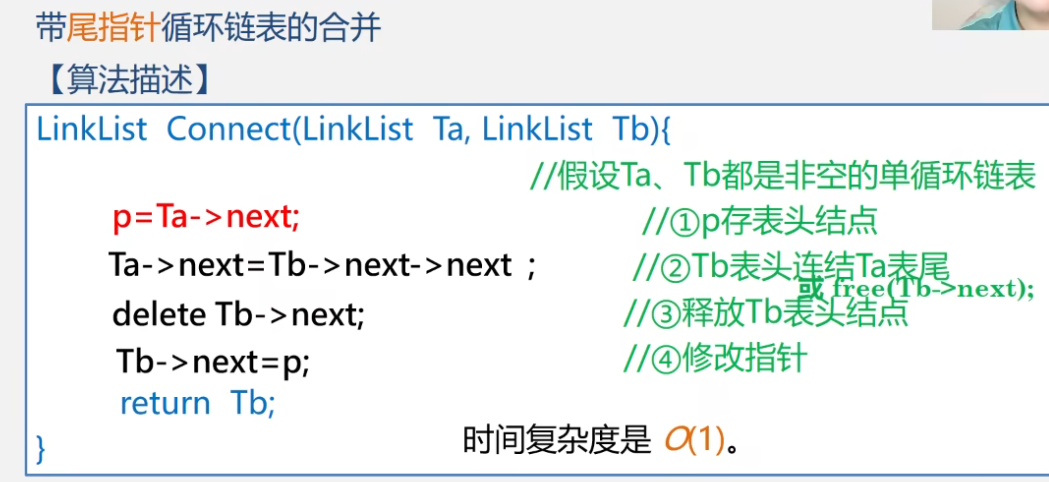 带尾指针循环链表的合并
【算法描述】
LinkList Connect(LinkList Ta, LinkList Tb){
//假设Ta、Tb都是非空的单循环链表
p=Ta->next; //①p存表头结点
Ta->next=Tb->next->next ; //②Tb表头连结Ta表尾
或 free(Tb->next);
delete Tb->next; //③释放Tb表头结点
Tb->next=p; //④修改指针
return Tb;
时间复杂度是 O(1)。
}